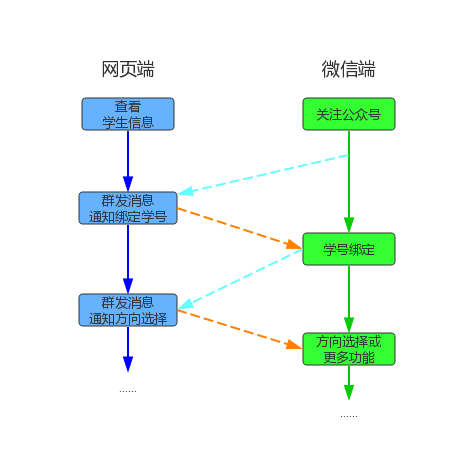 网页端
微信端
查看
学生信息
关注公众号
群发消息
通知绑定学号
学号绑定
群发消息
通知方向选择
方向选择或
更多功能
......
......